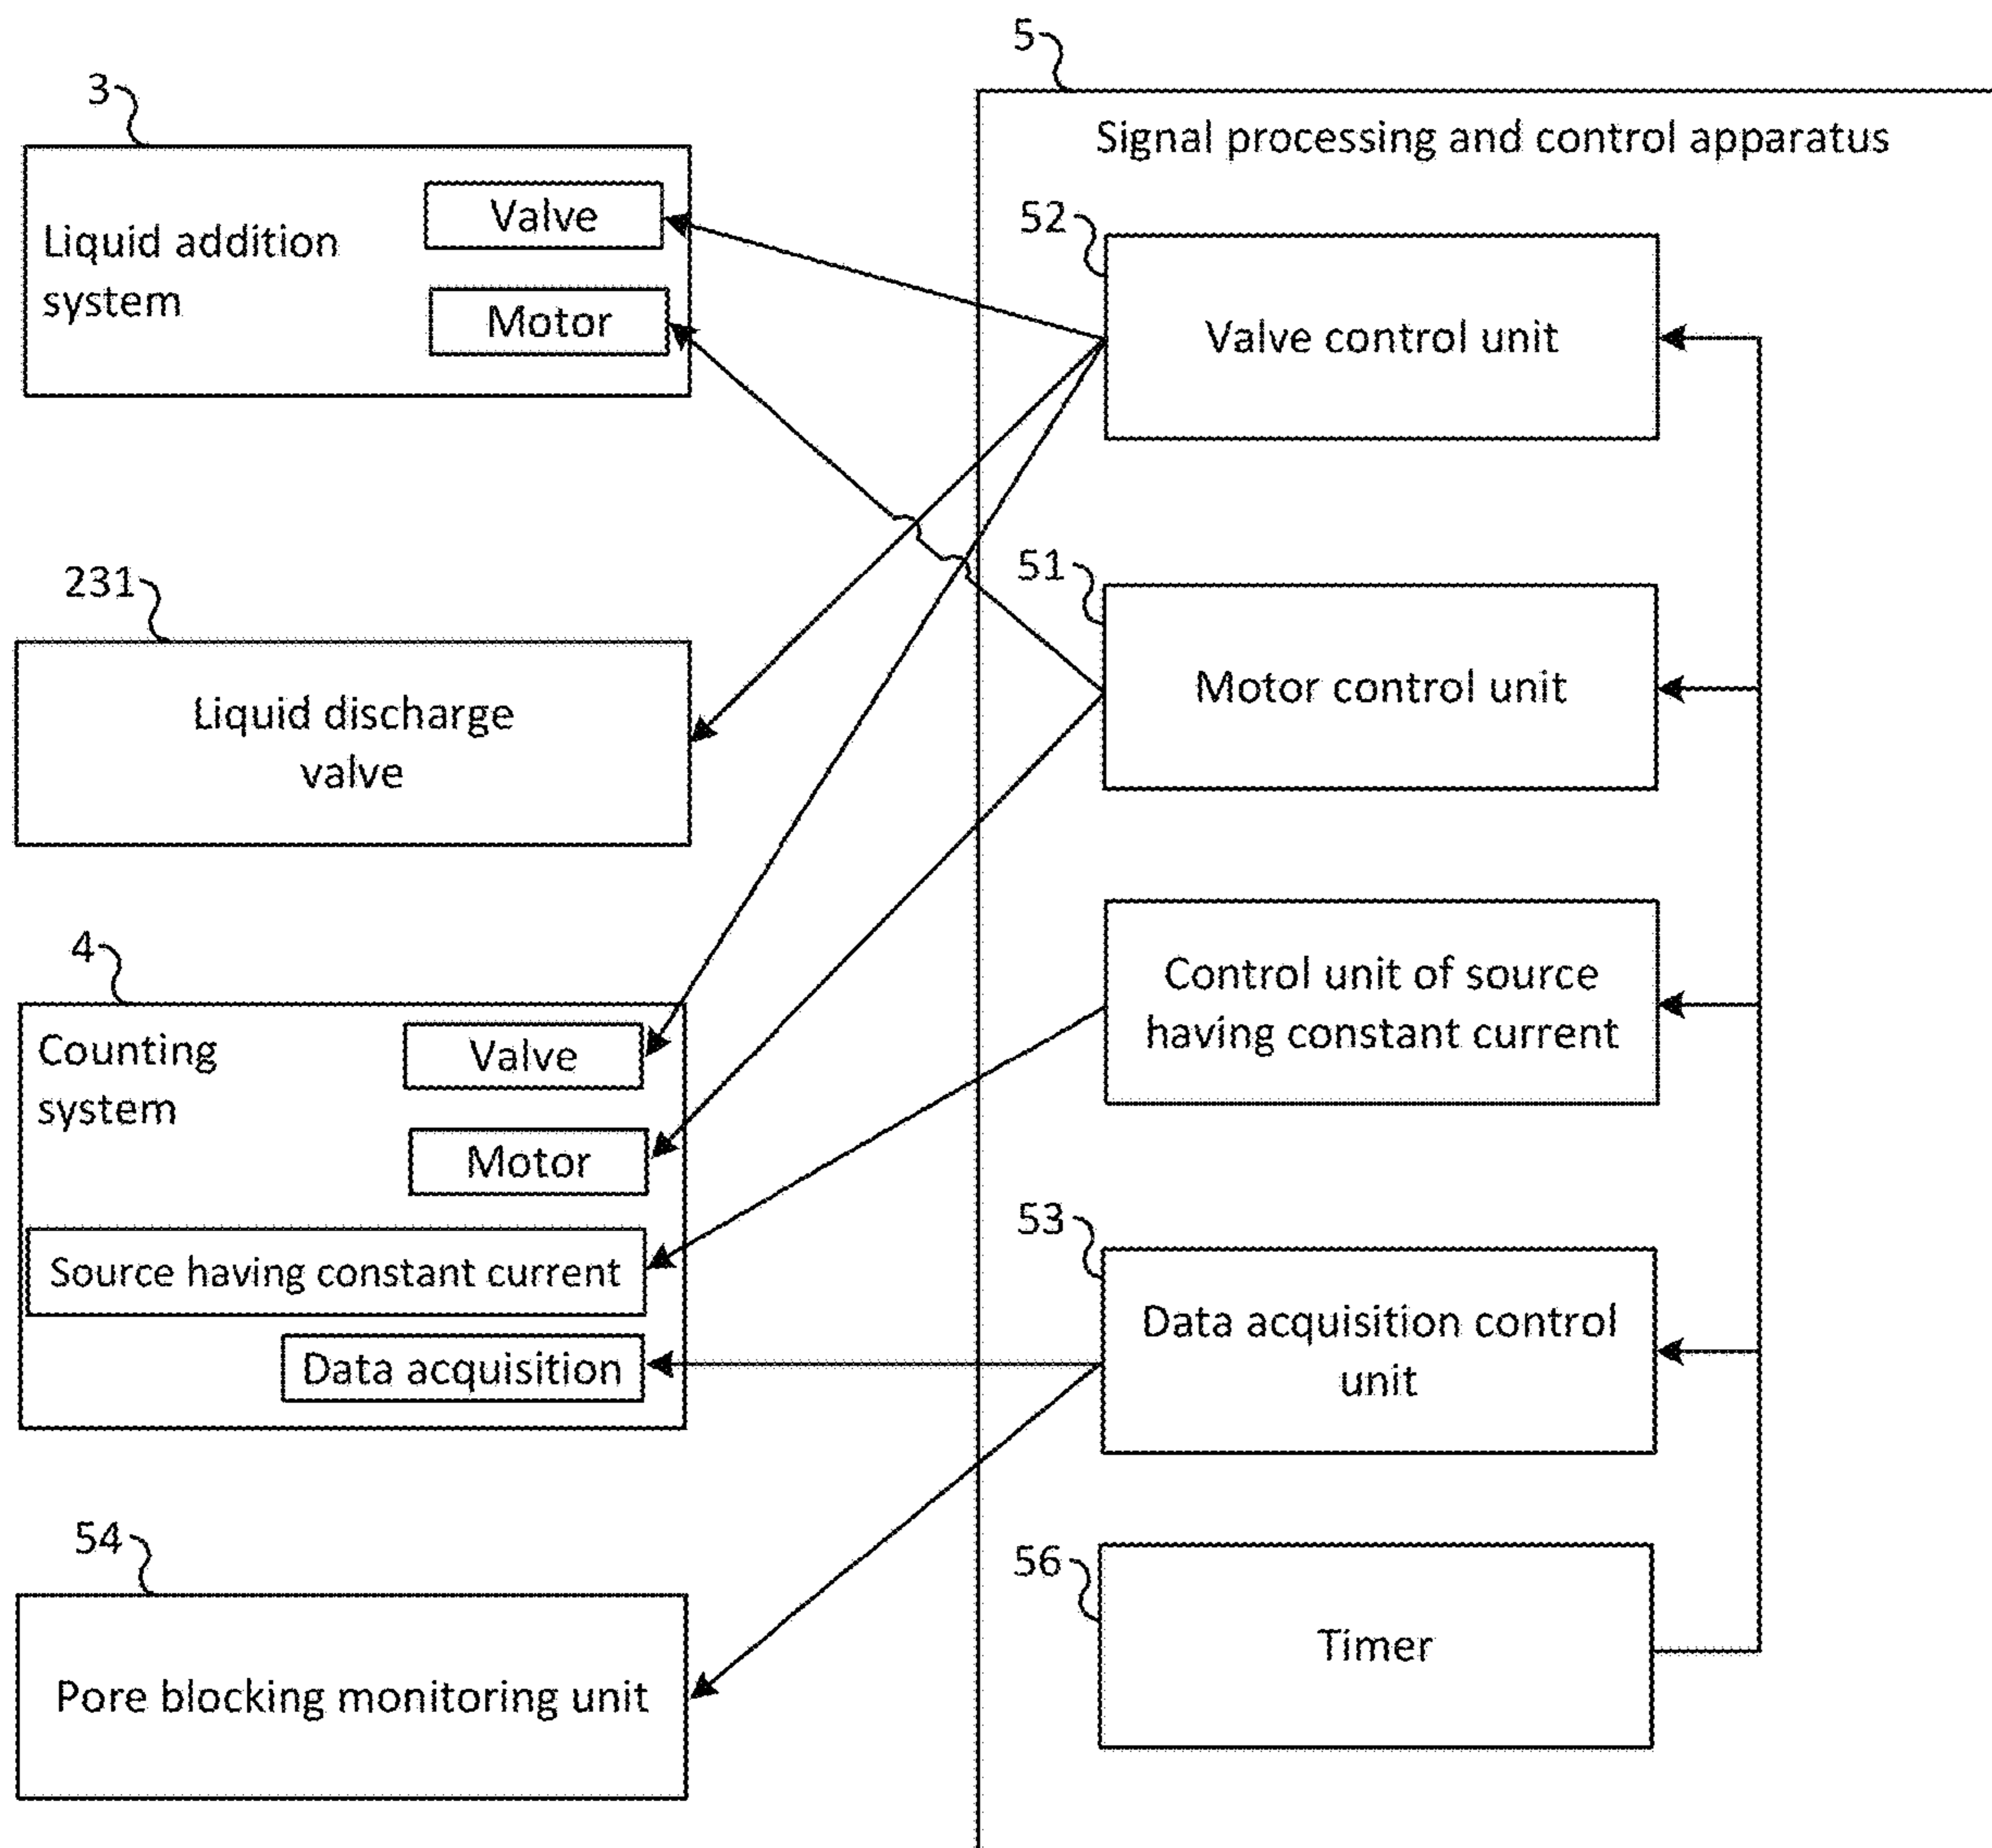 5
3
Signal processing and control apparatus
Liquid addition
system
Valve
Motor
52
Valve control unit
231
Liquid discharge
valve
51
Motor control unit
4
Counting
system
Valve
Motor
Source having constant current
Data acquisition
Control unit of source
having constant current
53
Data acquisition control
unit
54
Pore blocking monitoring unit
56
Timer